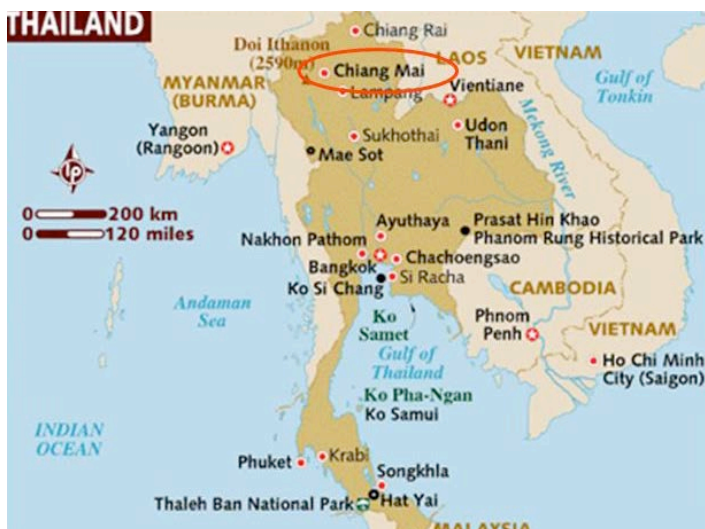 THAILAND
Chiang Rai
Doi Ithanon
(2590m)
Chiang Mai
LAOS
VIETNAM
MYANMAR
(BURMA)
Lampang
Vientiane
Gulf of
Tonkin
Yangon
(Rangoon)
Sukhothai
Udon
Thani
Mekong River
Mae Sot
lp
0 200 km
0 120 miles
Ayuthaya
Prasat Hin Khao
Phanom Rung Historical Park
Nakhon Pathom
Bangkok
Chachoengsao
Ko Si Chang
Si Racha
CAMBODIA
Andaman
Sea
Ko
Samet
Phnom
Penh
VIETNAM
Gulf of
Thailand
Ho Chi Minh
City (Saigon)
Ko Pha-Ngan
Ko Samui
INDIAN
OCEAN
Phuket
Krabi
Songkhla
Thaleh Ban National Park
Hat Yai
MALAYSIA